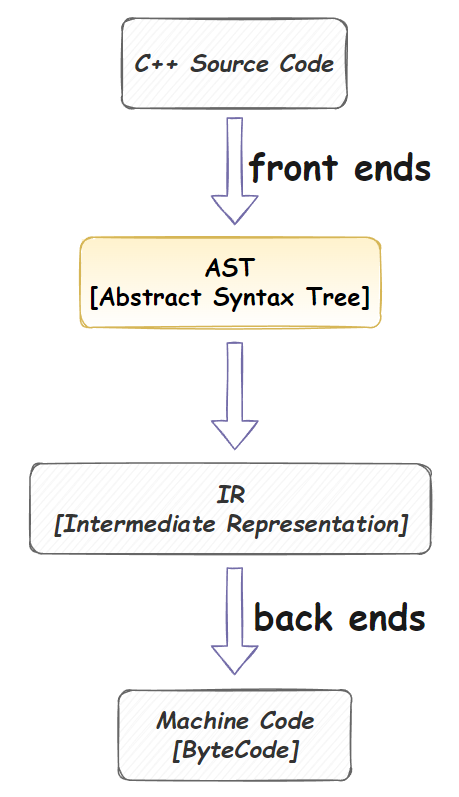 C++ Source Code
front ends
AST
[Abstract Syntax Tree]
IR
[Intermediate Representation]
back ends
Machine Code
[ByteCode]